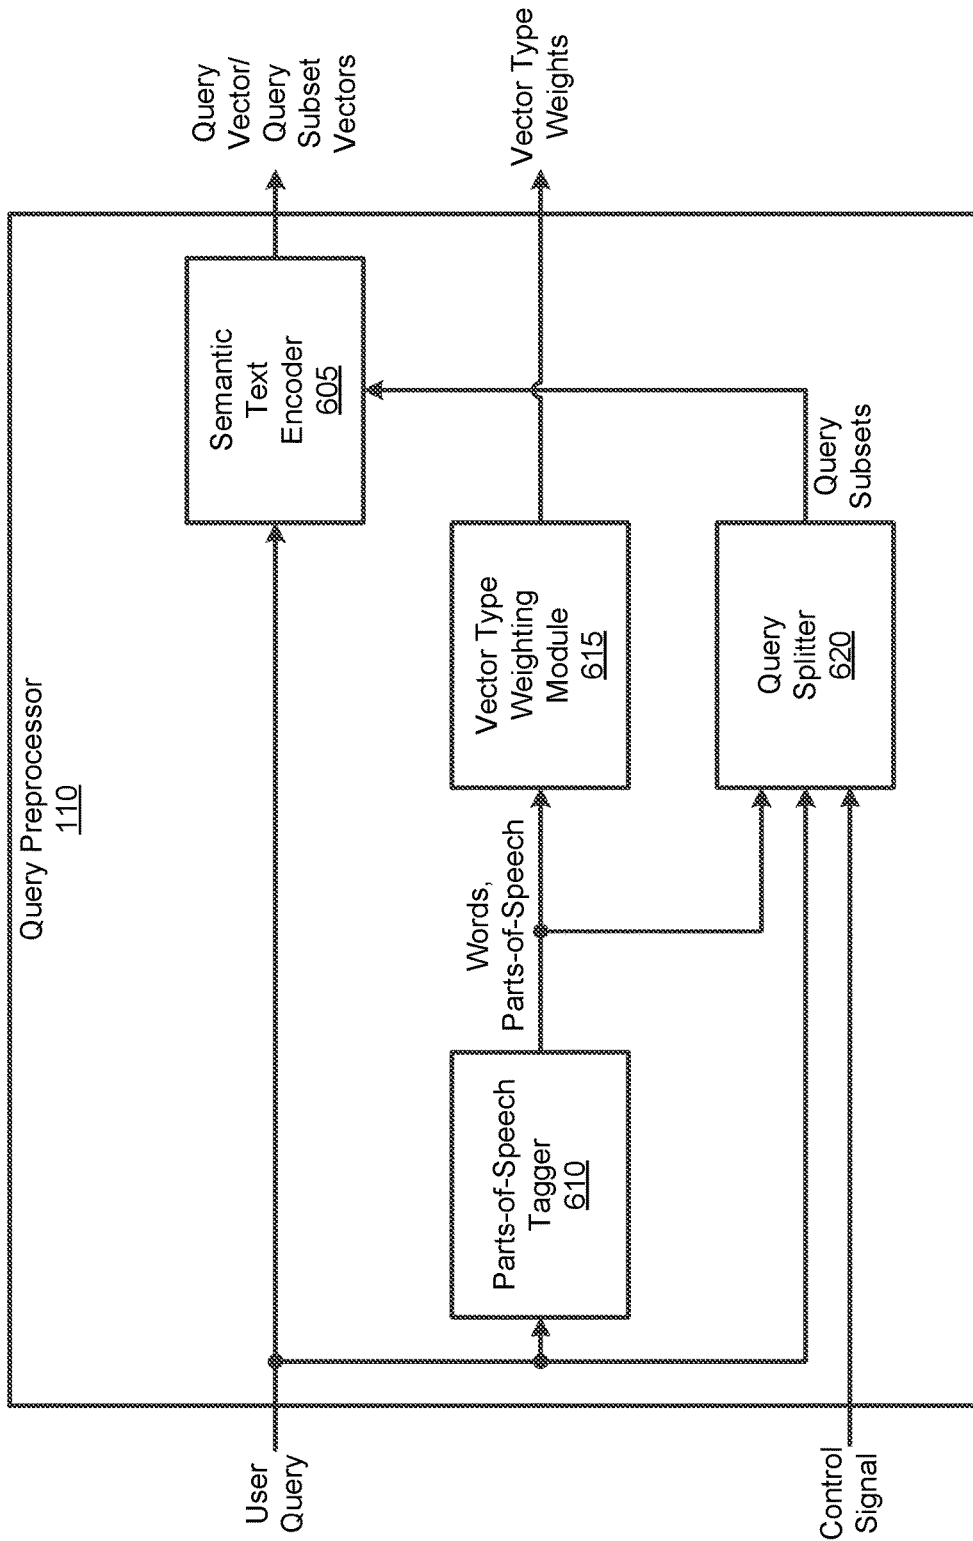 Query Preprocessor
110
User
Query
Semantic
Text
Encoder
605
Query
Vector/
Query
Subset
Vectors
Parts-of-Speech
Tagger
610
Words,
Parts-of-Speech
Vector Type
Weighting
Module
615
Vector Type
Weights
Control
Signal
Query
Splitter
620
Query
Subsets